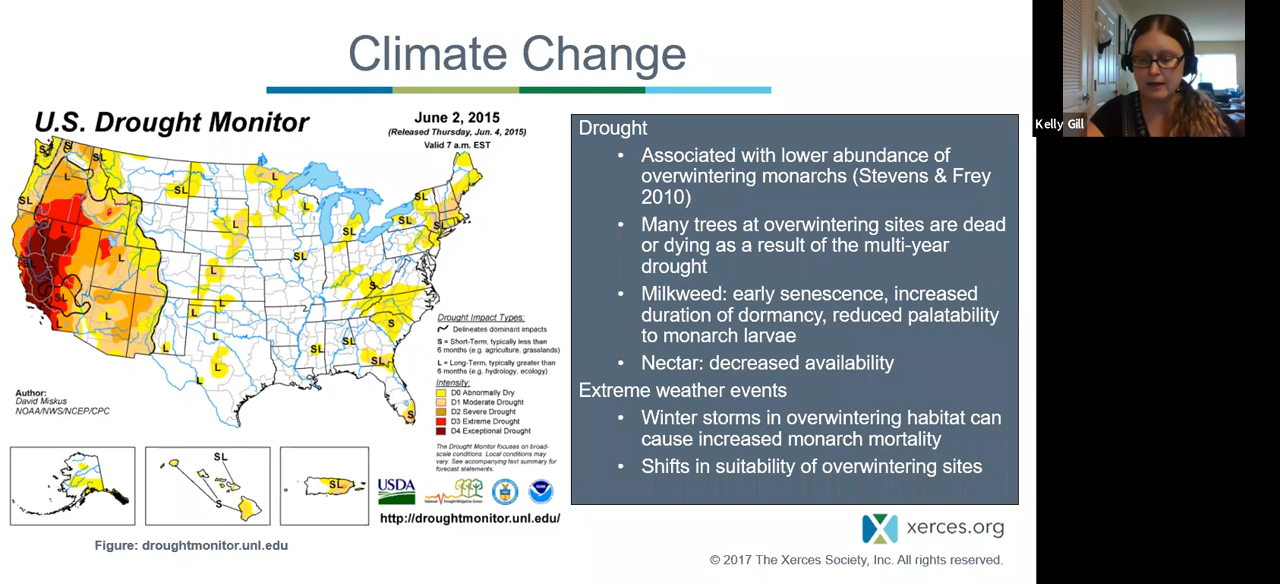 Climate Change
U.S. Drought Monitor
June 2, 2015
(Released Thursday, Jun. 4, 2015)
Valid 7 a.m. EST
Drought Impact Types:
Delineates dominant impacts
S = Short-Term, typically less than
6 months (e.g. agriculture, grasslands)
L = Long-Term, typically greater than
6 months (e.g. hydrology, ecology)
Intensity:
D0 Abnormally Dry
D1 Moderate Drought
D2 Severe Drought
D3 Extreme Drought
D4 Exceptional Drought
Author:
David Miskus
NOAA/NWS/NCEP/CPC
The Drought Monitor focuses on broad-
scale conditions. Local conditions may
vary. See accompanying text summary for
forecast statements.
SL
S
SL
USDA
http://droughtmonitor.unl.edu/
Figure: droughtmonitor.unl.edu
Drought
• Associated with lower abundance of
overwintering monarchs (Stevens & Frey
2010)
• Many trees at overwintering sites are dead
or dying as a result of the multi-year
drought
• Milkweed: early senescence, increased
duration of dormancy, reduced palatability
to monarch larvae
• Nectar: decreased availability
Extreme weather events
• Winter storms in overwintering habitat can
cause increased monarch mortality
• Shifts in suitability of overwintering sites
xerces.org
© 2017 The Xerces Society, Inc. All rights reserved.
Kelly Gill